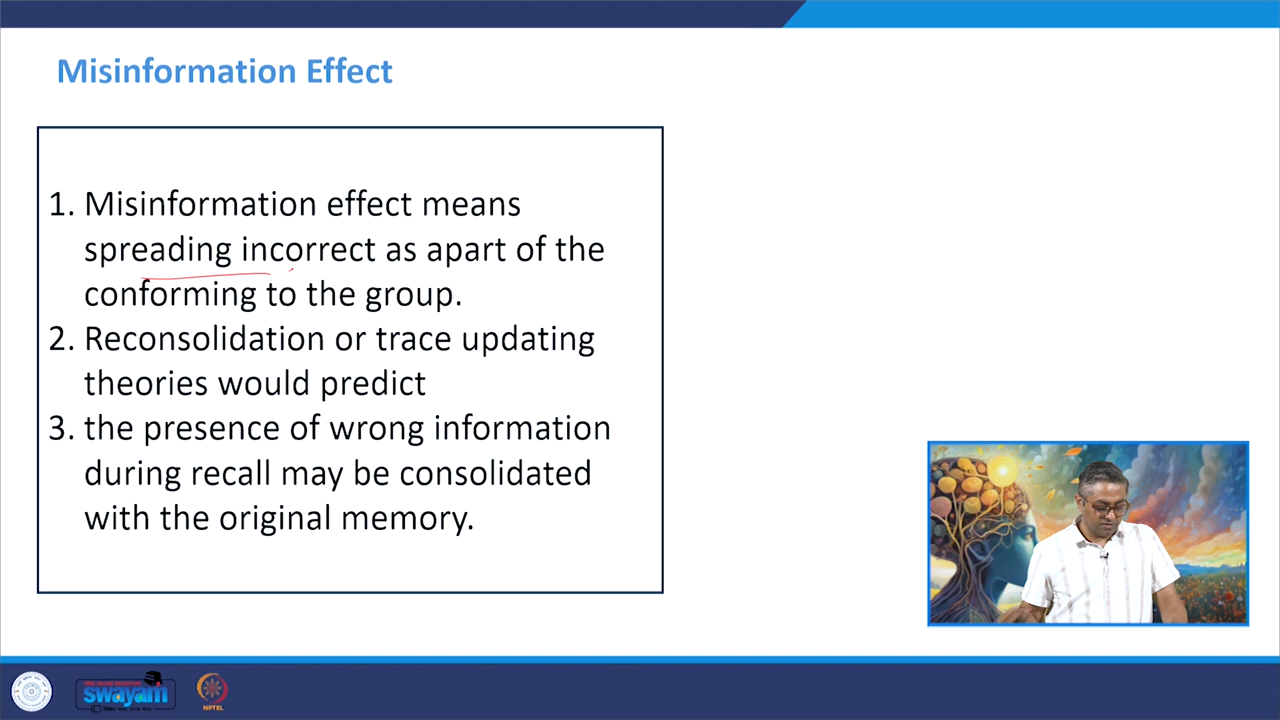 Misinformation Effect
1. Misinformation effect means
spreading incorrect as apart of the
conforming to the group.
2. Reconsolidation or trace updating
theories would predict
3. the presence of wrong information
during recall may be consolidated
with the original memory.
swayam
NPTEL